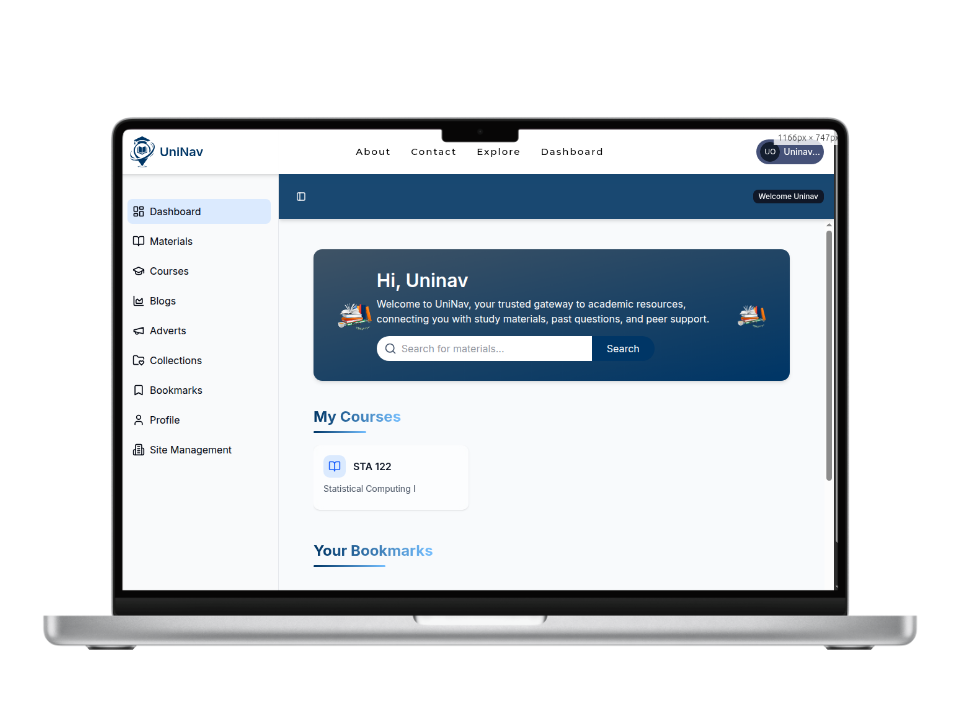 UniNav
About
Contact
Explore
Dashboard
1166px × 747px
UO
Uninav...
Welcome Uninav
Dashboard
Materials
Courses
Blogs
Adverts
Collections
Bookmarks
Profile
Site Management
Hi, Uninav
Welcome to UniNav, your trusted gateway to academic resources,
connecting you with study materials, past questions, and peer support.
Search for materials...
Search
My Courses
STA 122
Statistical Computing I
Your Bookmarks